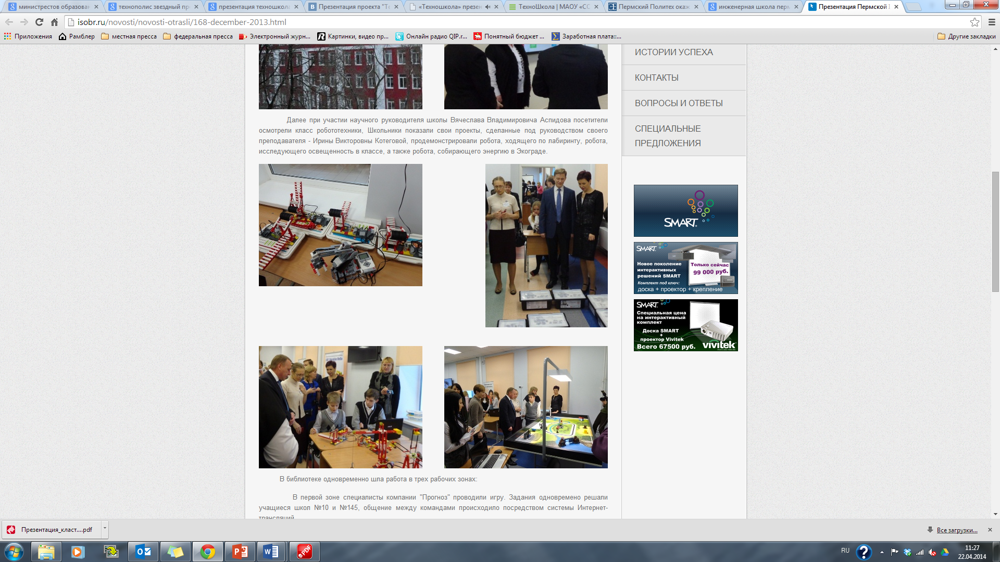 министрестов образован
технополис звездный пр
презентация техношкола
Презентация проекта "Те
«Техношкола» презен
ТехноШкола | МАОУ «СО
Пермский Политех окаж
инженерная школа перм
Презентация Пермской
isobr.ru/novosti/novosti-otrasli/168-december-2013.html
Приложения
Рамблер
местная пресса
федеральная пресса
Электронный журн...
Картинки, видео пр...
Онлайн радио QIP.r...
Понятный бюджет ...
Заработная плата::...
Другие закладки
Далее при участии научного руководителя школы Вячеслава Владимировича Аспидова посетители
осмотрели класс робототехники, Школьники показали свои проекты, сделанные под руководством своего
преподавателя - Ирины Викторовны Котеговой, продемонстрировали робота, ходящего по лабиринту, робота,
исследующего освещенность в классе, а также робота, собирающего энергию в Экограде.
В библиотеке одновременно шла работа в трех рабочих зонах:
В первой зоне специалисты компании "Прогноз" проводили игру. Задания одновремено решали
учащиеся школ №10 и №145, общение между командами происходило посредством системы Интернет-
трансляций.
ИСТОРИИ УСПЕХА
КОНТАКТЫ
ВОПРОСЫ И ОТВЕТЫ
СПЕЦИАЛЬНЫЕ
ПРЕДЛОЖЕНИЯ
SMART
SMART
Новое поколение
интерактивных
решений SMART
Только сейчас
99 000 руб.
Комплект под ключ:
доска + проектор + крепление
SMART
Специальная цена
на интерактивный
комплект
Доска SMART
+
проектор Vivitek
Всего 67500 руб.
vivitek
Презентация_класт....pdf
Все загрузки...
RU
11:27
22.04.2014